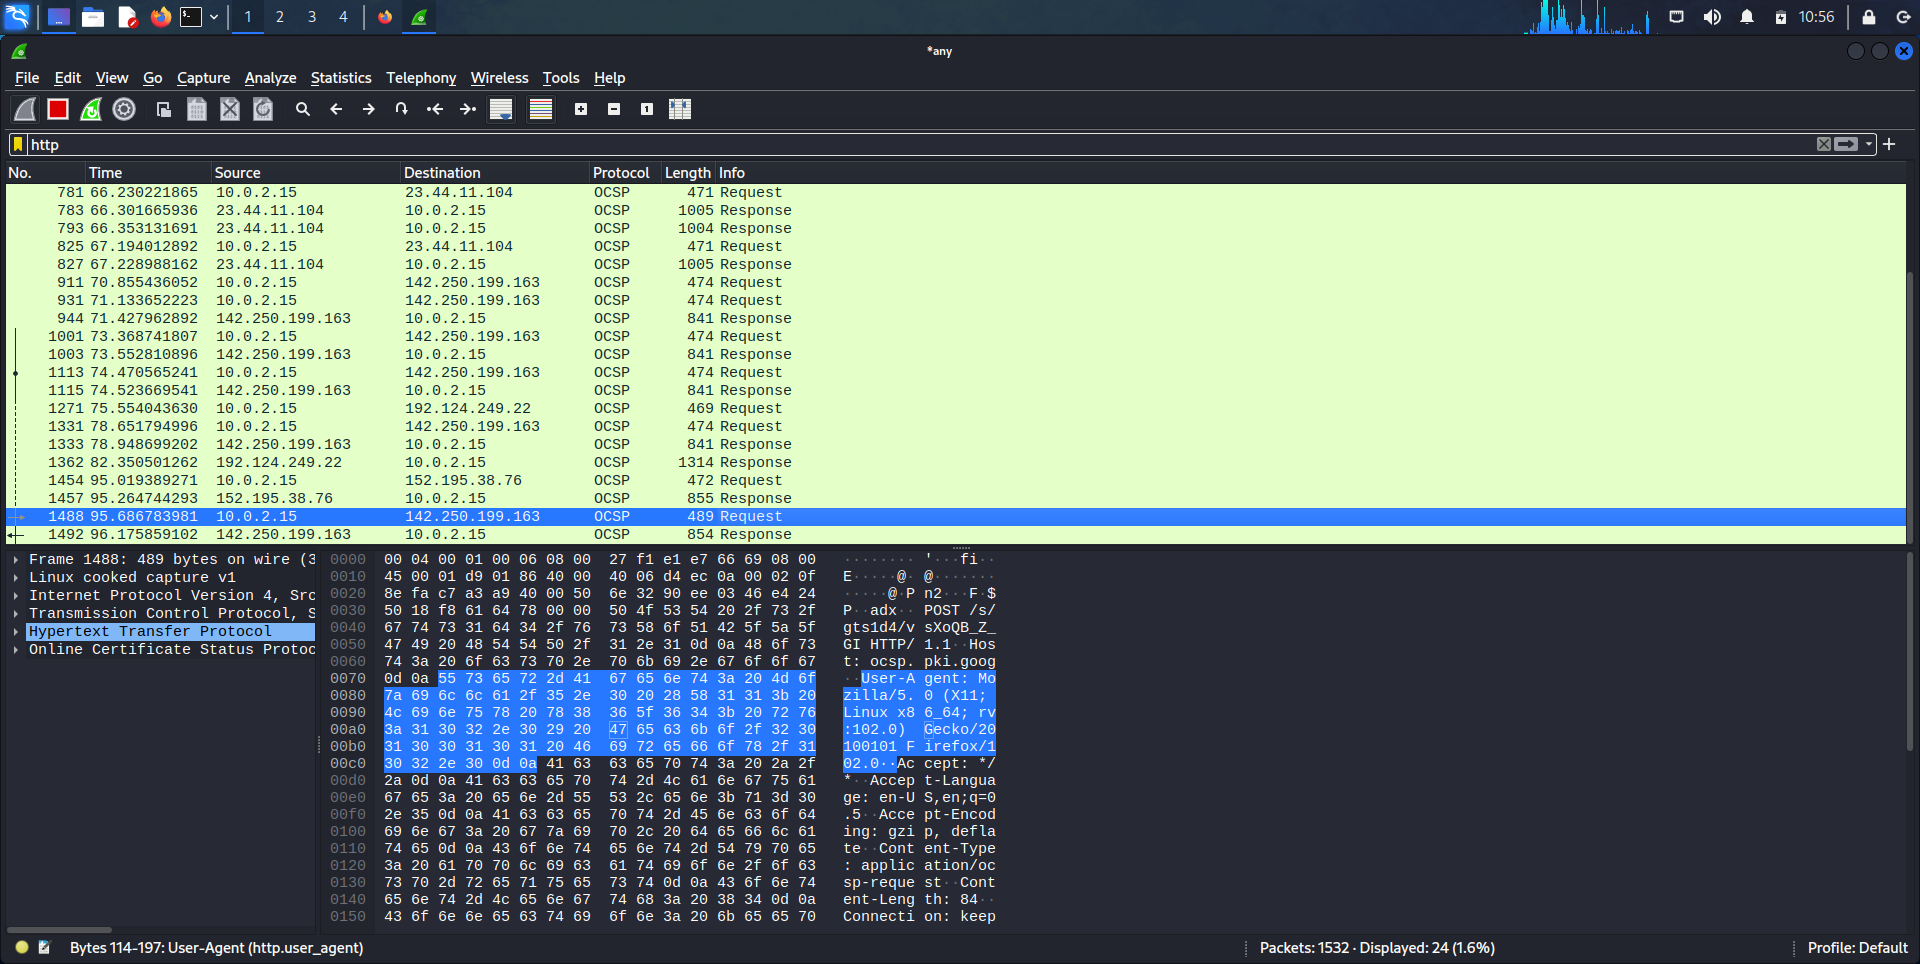 1 2 3 4 10:56
*any
File Edit View Go Capture Analyze Statistics Telephony Wireless Tools Help
http
No. Time Source Destination Protocol Length Info
781 66.230221865 10.0.2.15 23.44.11.104 OCSP 471 Request
783 66.301665936 23.44.11.104 10.0.2.15 OCSP 1005 Response
793 66.353131691 23.44.11.104 10.0.2.15 OCSP 1004 Response
825 67.194012892 10.0.2.15 23.44.11.104 OCSP 471 Request
827 67.228988162 23.44.11.104 10.0.2.15 OCSP 1005 Response
911 70.855436052 10.0.2.15 142.250.199.163 OCSP 474 Request
931 71.133652223 10.0.2.15 142.250.199.163 OCSP 474 Request
944 71.427962892 142.250.199.163 10.0.2.15 OCSP 841 Response
1001 73.368741807 10.0.2.15 142.250.199.163 OCSP 474 Request
1003 73.552810896 142.250.199.163 10.0.2.15 OCSP 841 Response
1113 74.470565241 10.0.2.15 142.250.199.163 OCSP 474 Request
1115 74.523669541 142.250.199.163 10.0.2.15 OCSP 841 Response
1271 75.554043630 10.0.2.15 192.124.249.22 OCSP 469 Request
1331 78.651794996 10.0.2.15 142.250.199.163 OCSP 474 Request
1333 78.948699202 142.250.199.163 10.0.2.15 OCSP 841 Response
1362 82.350501262 192.124.249.22 10.0.2.15 OCSP 1314 Response
1454 95.019389271 10.0.2.15 152.195.38.76 OCSP 472 Request
1457 95.264744293 152.195.38.76 10.0.2.15 OCSP 855 Response
1488 95.686783981 10.0.2.15 142.250.199.163 OCSP 489 Request
1492 96.175859102 142.250.199.163 10.0.2.15 OCSP 854 Response
Frame 1488: 489 bytes on wire (3
Linux cooked capture v1
Internet Protocol Version 4, Src
Transmission Control Protocol, S
Hypertext Transfer Protocol
Online Certificate Status Protoc
0000 00 04 00 01 00 06 08 00 27 f1 e1 e7 66 69 08 00 ········ '···fi··
0010 45 00 01 d9 01 86 40 00 40 06 d4 ec 0a 00 02 0f E·····@· @·······
0020 8e fa c7 a3 a9 40 00 50 6e 32 90 ee 03 46 e4 24 ·····@·P n2···F·$
0030 50 18 f8 61 64 78 00 00 50 4f 53 54 20 2f 73 2f P··adx·· POST /s/
0040 67 74 73 31 64 34 2f 76 73 58 6f 51 42 5f 5a 5f gts1d4/v sXoQB_Z_
0050 47 49 20 48 54 54 50 2f 31 2e 31 0d 0a 48 6f 73 GI HTTP/ 1.1··Hos
0060 74 3a 20 6f 63 73 70 2e 70 6b 69 2e 67 6f 6f 67 t: ocsp. pki.goog
0070 0d 0a 55 73 65 72 2d 41 67 65 6e 74 3a 20 4d 6f ··User-A gent: Mo
0080 7a 69 6c 6c 61 2f 35 2e 30 20 28 58 31 31 3b 20 zilla/5. 0 (X11; 
0090 4c 69 6e 75 78 20 78 38 36 5f 36 34 3b 20 72 76 Linux x8 6_64; rv
00a0 3a 31 30 32 2e 30 29 20 47 65 63 6b 6f 2f 32 30 :102.0) Gecko/20
00b0 31 30 30 31 30 31 20 46 69 72 65 66 6f 78 2f 31 100101 F irefox/1
00c0 30 32 2e 30 0d 0a 41 63 63 65 70 74 3a 20 2a 2f 02.0··Ac cept: */
00d0 2a 0d 0a 41 63 63 65 70 74 2d 4c 61 6e 67 75 61 *··Accep t-Langua
00e0 67 65 3a 20 65 6e 2d 55 53 2c 65 6e 3b 71 3d 30 ge: en-U S,en;q=0
00f0 2e 35 0d 0a 41 63 63 65 70 74 2d 45 6e 63 6f 64 .5··Acce pt-Encod
0100 69 6e 67 3a 20 67 7a 69 70 2c 20 64 65 66 6c 61 ing: gzi p, defla
0110 74 65 0d 0a 43 6f 6e 74 65 6e 74 2d 54 79 70 65 te··Cont ent-Type
0120 3a 20 61 70 70 6c 69 63 61 74 69 6f 6e 2f 6f 63 : applic ation/oc
0130 73 70 2d 72 65 71 75 65 73 74 0d 0a 43 6f 6e 74 sp-reque st··Cont
0140 65 6e 74 2d 4c 65 6e 67 74 68 3a 20 38 34 0d 0a ent-Leng th: 84··
0150 43 6f 6e 6e 65 63 74 69 6f 6e 3a 20 6b 65 65 70 Connecti on: keep
Bytes 114-197: User-Agent (http.user_agent) Packets: 1532 · Displayed: 24 (1.6%) Profile: Default